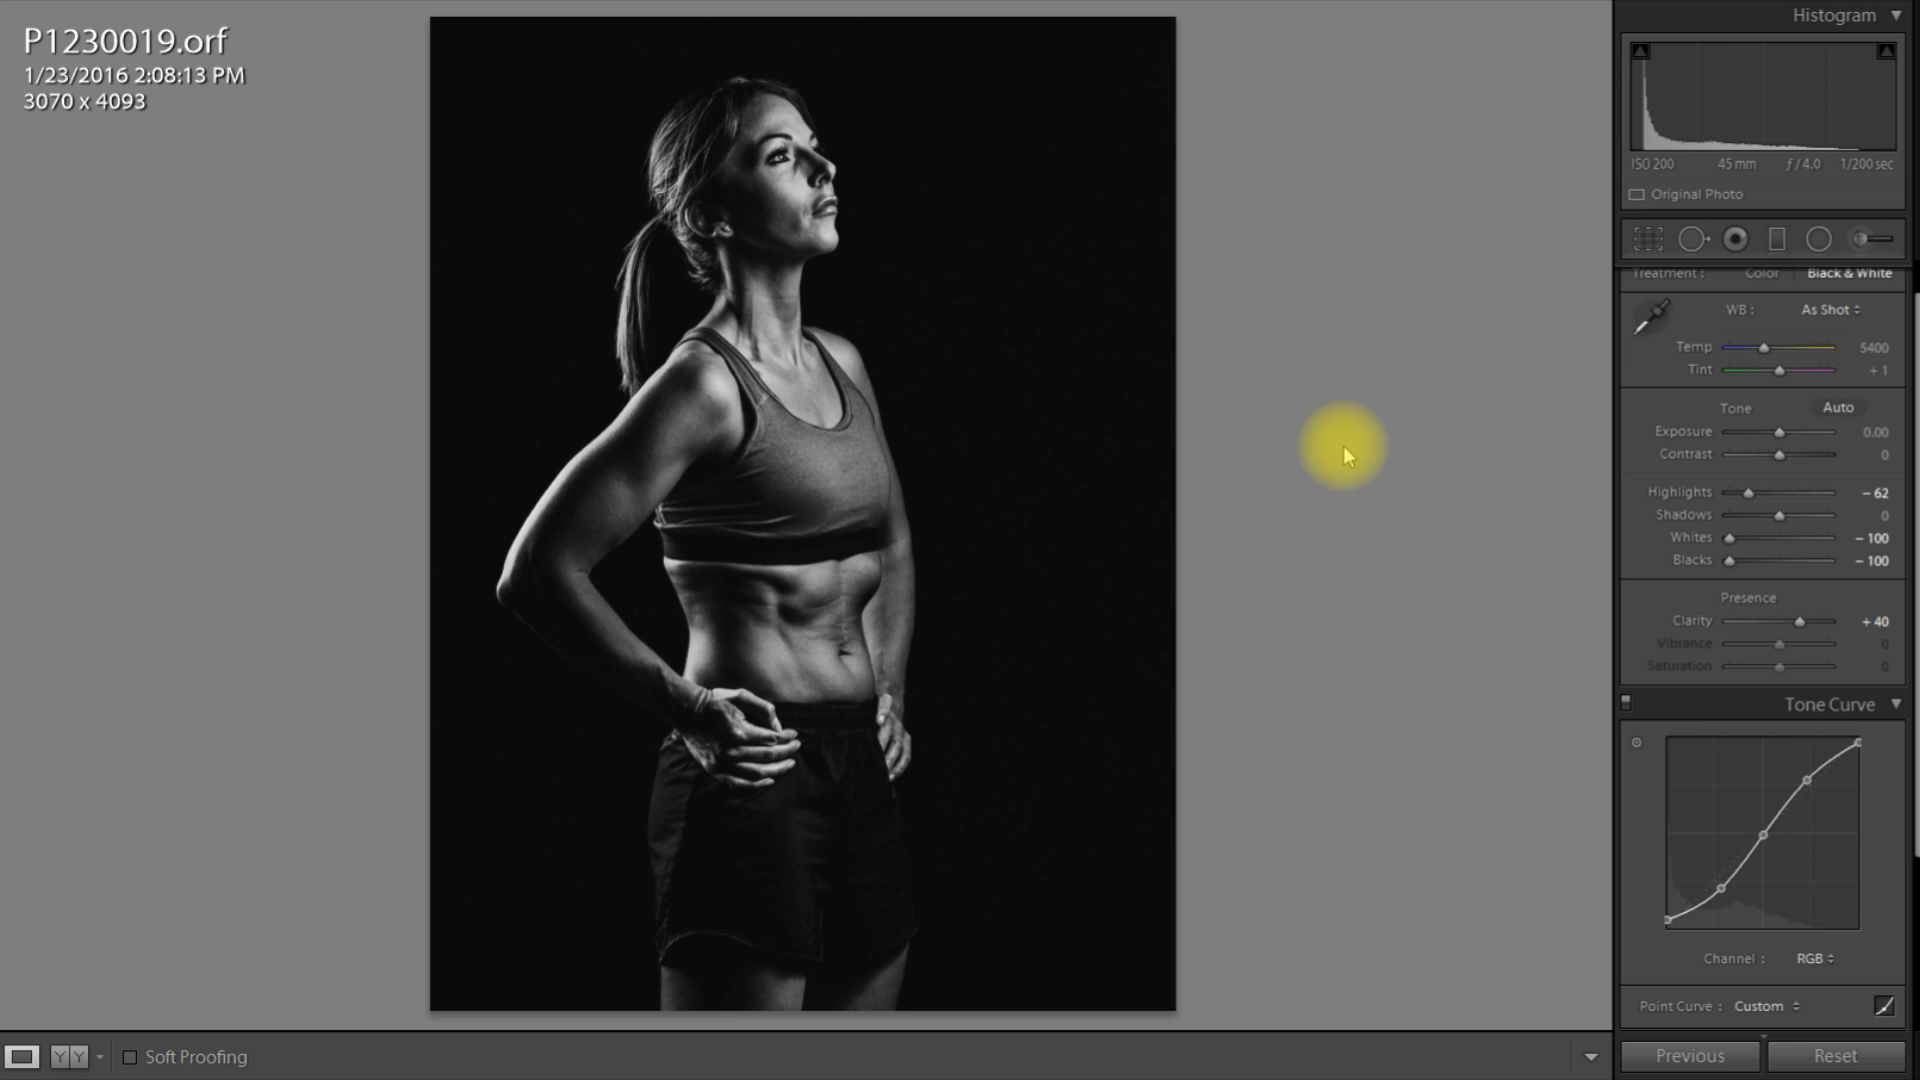 P1230019.orf
1/23/2016 2:08:13 PM
3070 x 4093
Histogram
ISO 200 45 mm ƒ / 4.0 1/200 sec
Original Photo
Treatment : Color Black & White
WB : As Shot
Temp 5400
Tint + 1
Tone Auto
Exposure 0.00
Contrast 0
Highlights − 62
Shadows 0
Whites − 100
Blacks − 100
Presence
Clarity + 40
Vibrance 0
Saturation 0
Tone Curve
Channel : RGB
Point Curve : Custom
Y Y Soft Proofing
Previous Reset